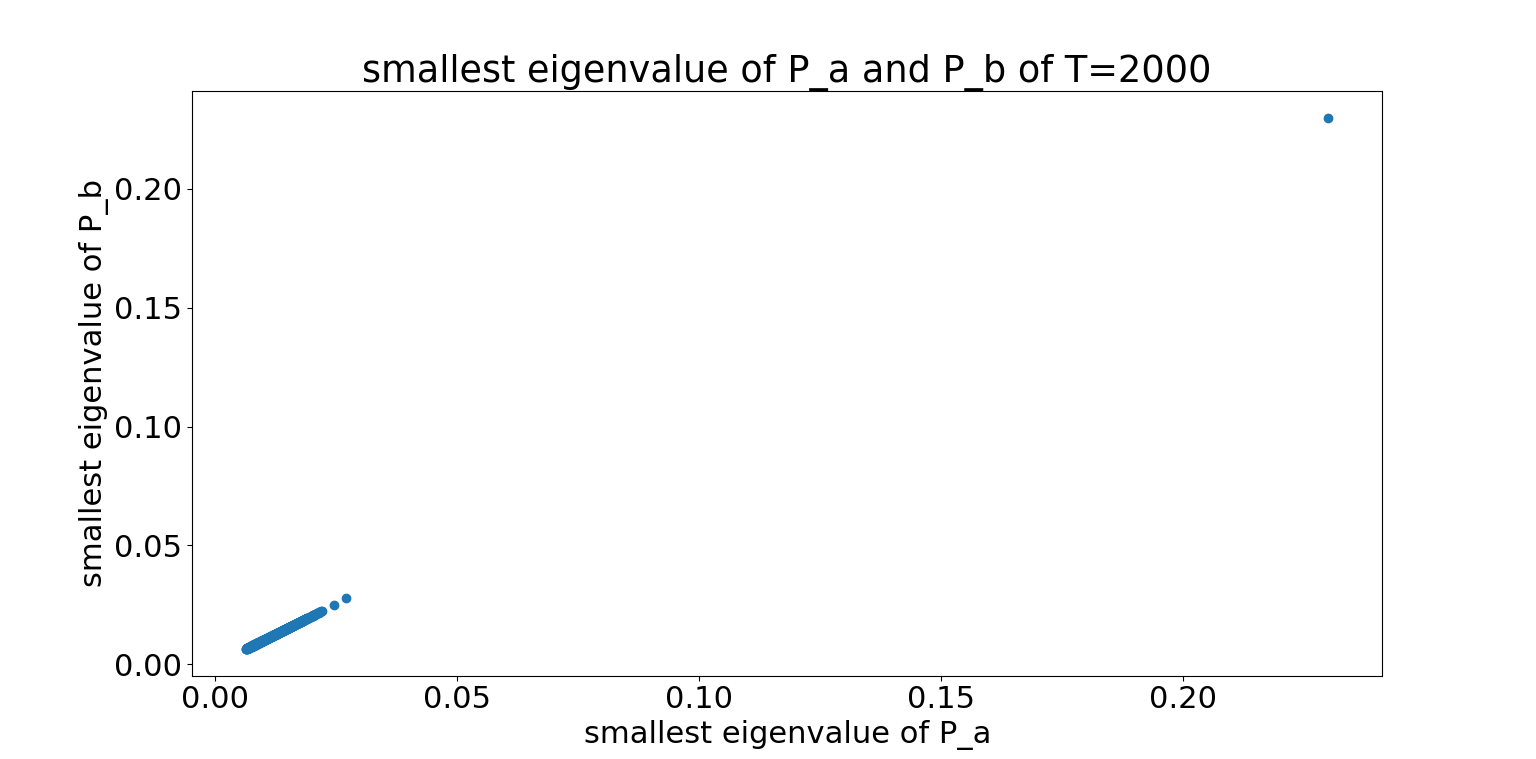 smallest eigenvalue of P_a and P_b of T=2000
smallest eigenvalue of P_b
0.20
0.15
0.10
0.05
0.00
0.00 0.05 0.10 0.15 0.20
smallest eigenvalue of P_a